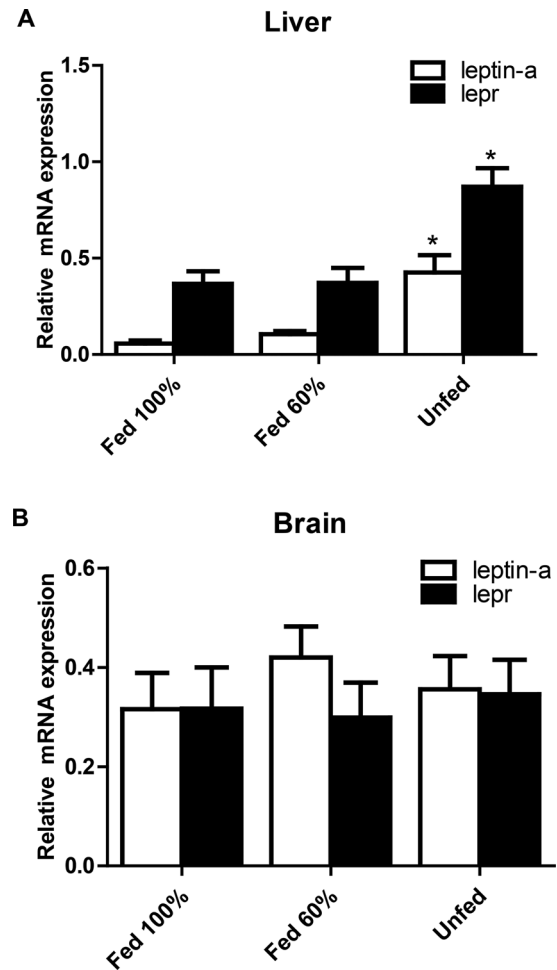 A
Liver
Relative mRNA expression
1.5
1.0
0.5
0.0
leptin-a
lepr
*
*
Fed 100%
Fed 60%
Unfed
B
Brain
Relative mRNA expression
0.6
0.4
0.2
0.0
leptin-a
lepr
Fed 100%
Fed 60%
Unfed